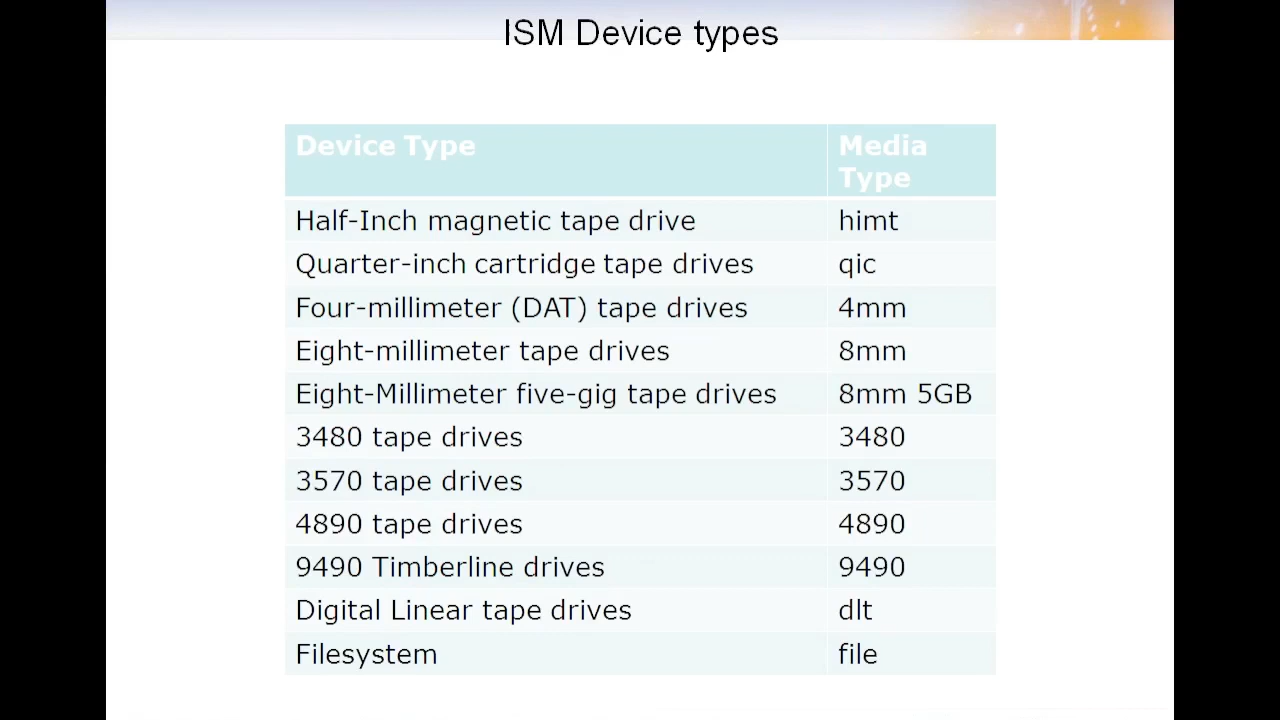 ISM Device types
Device Type Media
Type
Half-Inch magnetic tape drive himt
Quarter-inch cartridge tape drives qic
Four-millimeter (DAT) tape drives 4mm
Eight-millimeter tape drives 8mm
Eight-Millimeter five-gig tape drives 8mm 5GB
3480 tape drives 3480
3570 tape drives 3570
4890 tape drives 4890
9490 Timberline drives 9490
Digital Linear tape drives dlt
Filesystem file